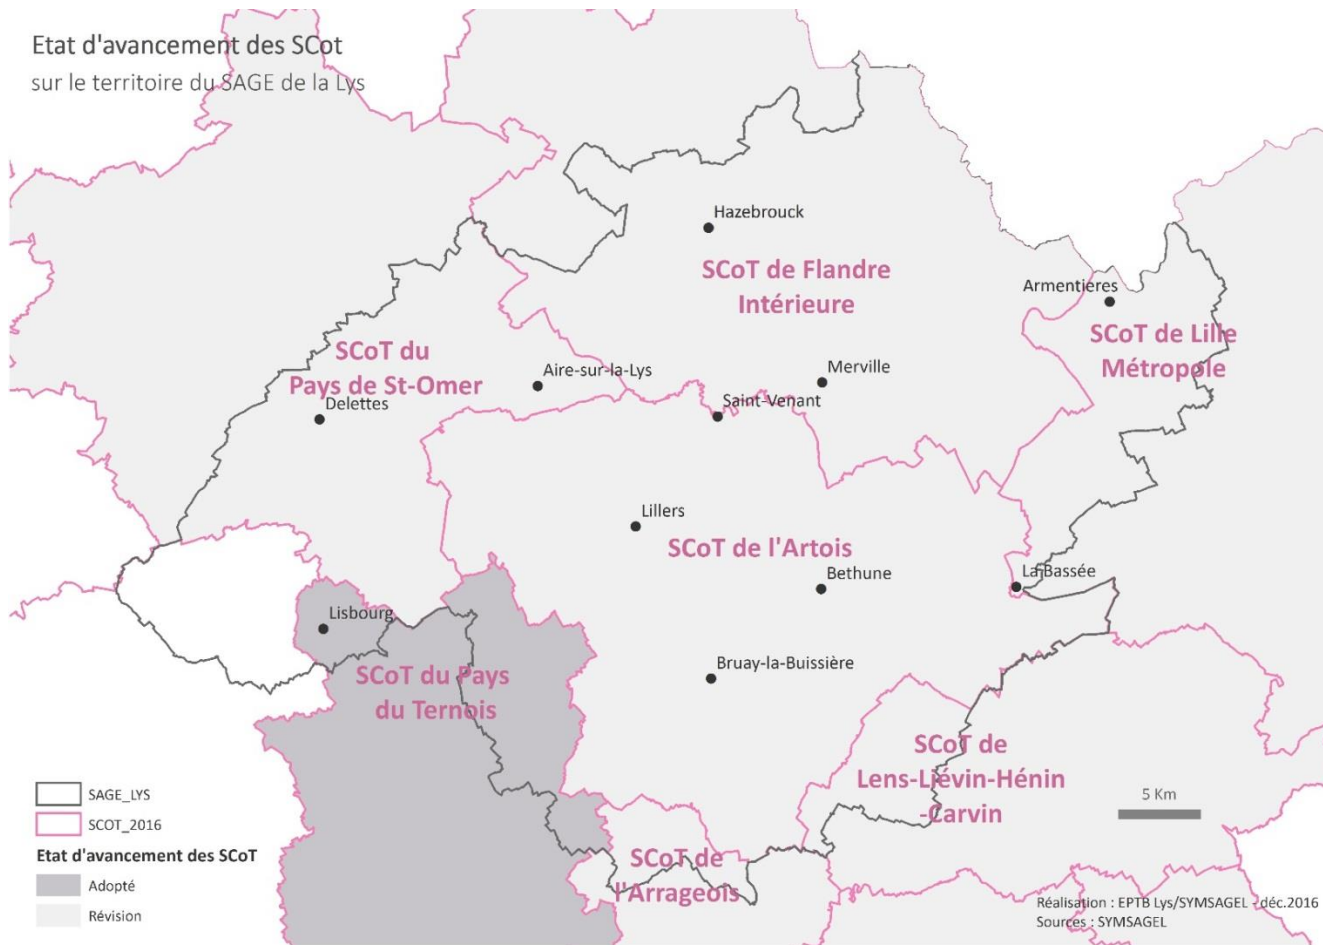 Etat d'avancement des SCot
sur le territoire du SAGE de la Lys
Hazebrouck
SCoT de Flandre
Intérieure
Armentières
SCoT de Lille
Métropole
SCoT du
Pays de St-Omer
Aire-sur-la-Lys
Merville
Delettes
Saint-Venant
Lillers
SCoT de l'Artois
Bethune
La Bassée
Lisbourg
SCoT du Pays
du Ternois
Bruay-la-Buissière
SCoT de
Lens-Liévin-Hénin
-Carvin
SCoT de
l'Arrageois
5 Km
SAGE_LYS
SCOT_2016
Etat d'avancement des SCoT
Adopté
Révision
Réalisation : EPTB Lys/SYMSAGEL - déc.2016
Sources : SYMSAGEL